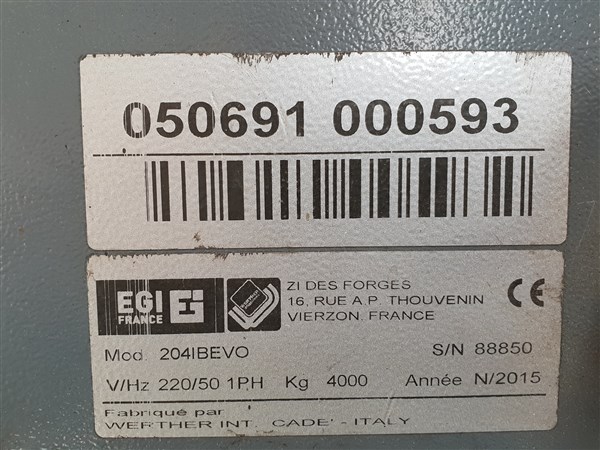 050691 000593
EGI FRANCE
ZI DES FORGES
16, RUE A.P. THOUVENIN
VIERZON, FRANCE
CE
Mod. 204IBEVO S/N 88850
V/Hz 220/50 1P.H Kg 4000 Année N/2015
Fabriqué par
WERTHER INT. CADE' - ITALY